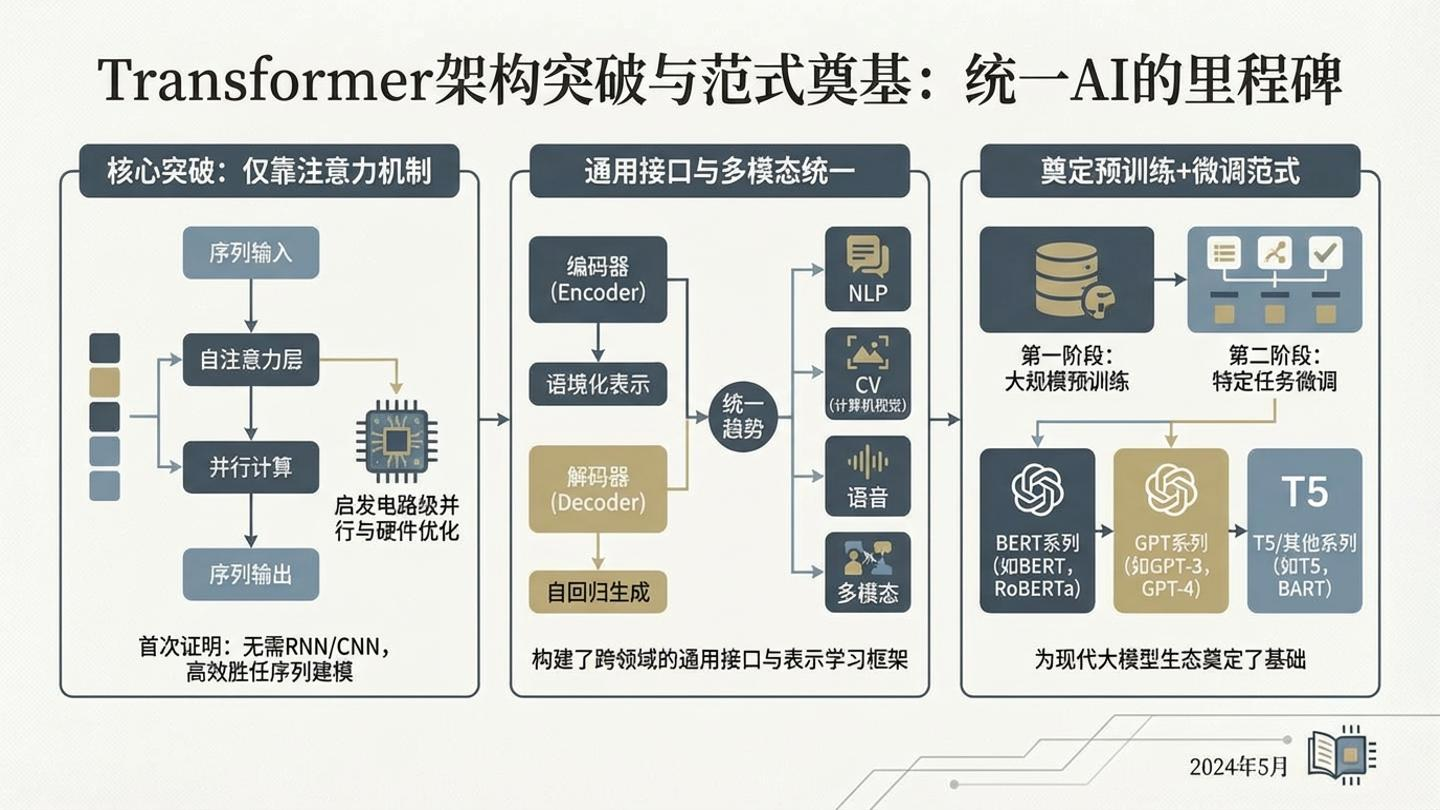 Transformer架构突破与范式奠基：统一AI的里程碑
核心突破：仅靠注意力机制
序列输入
自注意力层
并行计算
启发电路级并
行与硬件优化
序列输出
首次证明：无需RNN/CNN，
高效胜任序列建模
通用接口与多模态统一
编码器
(Encoder)
语境化表示
解码器
(Decoder)
自回归生成
统一
趋势
NLP
CV
(计算机视觉)
语音
多模态
构建了跨领域的通用接口与表示学习框架
奠定预训练+微调范式
第一阶段：
大规模预训练
第二阶段：
特定任务微调
BERT系列
(如BERT，
RoBERTa)
GPT系列
(如GPT-3，
GPT-4)
T5
T5/其他系列
(如T5，
BART)
为现代大模型生态奠定了基础
2024年5月